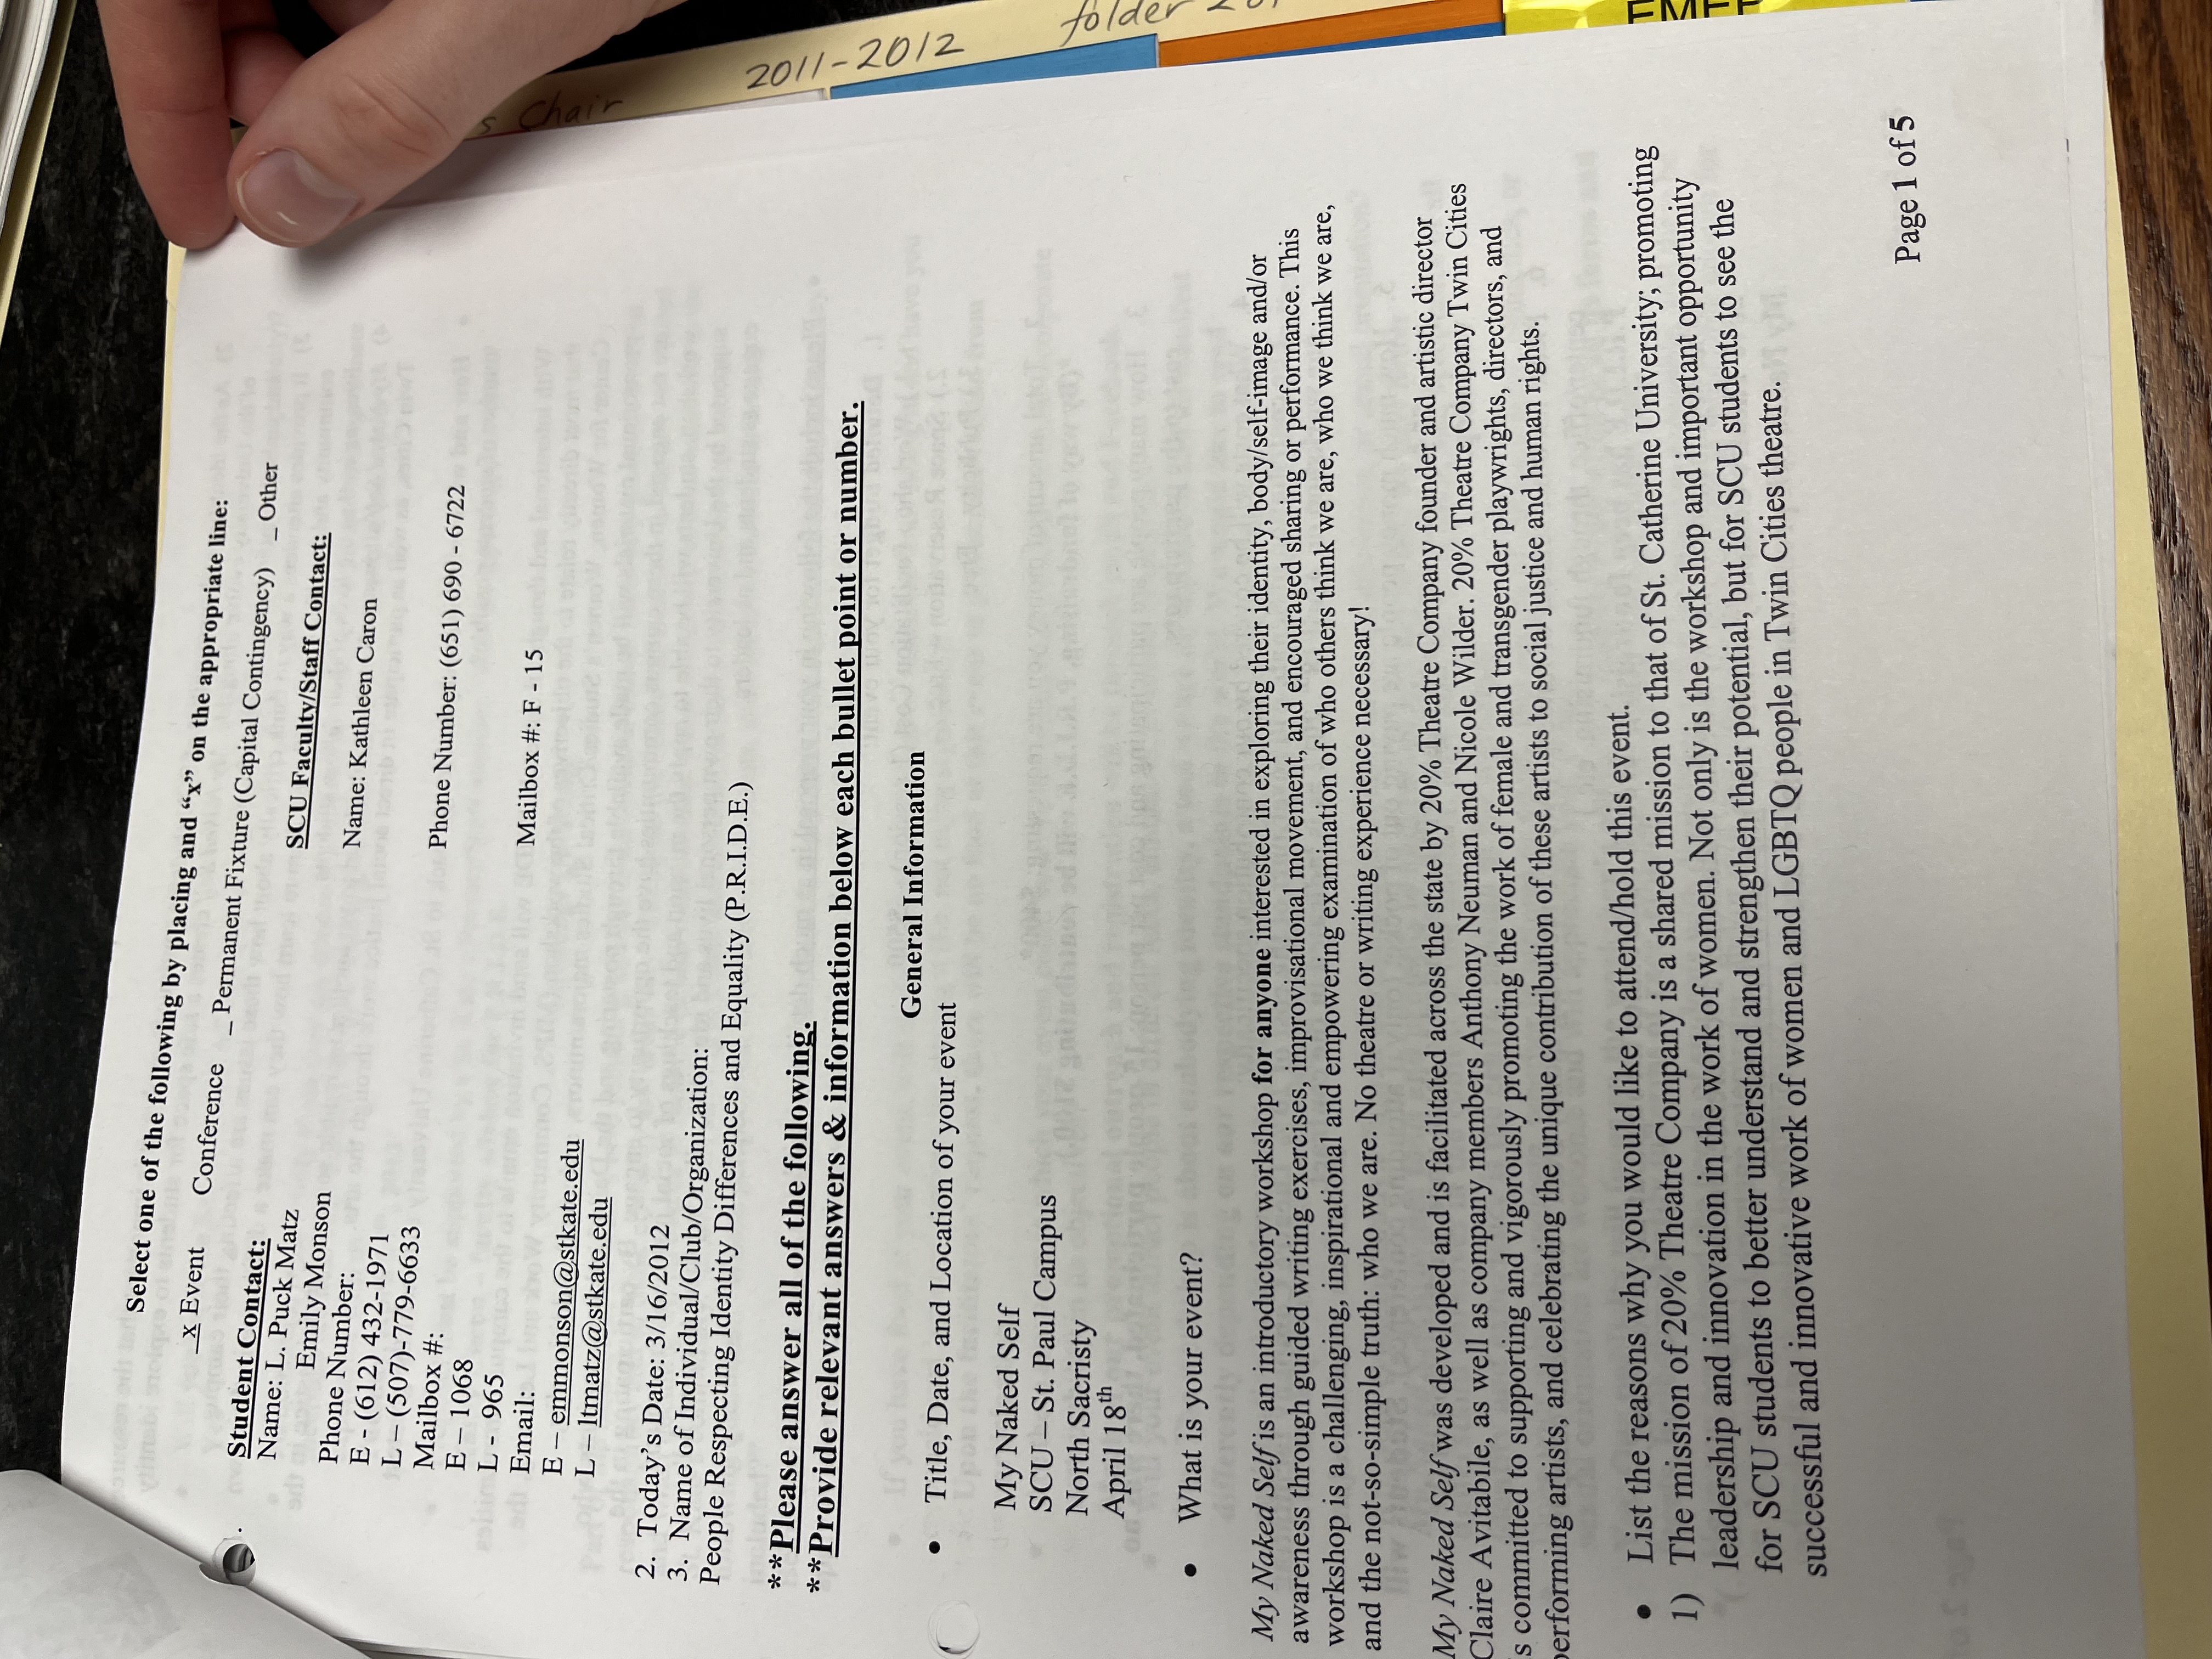 Select one of the following by placing and “x” on the appropriate line:
_x Event Conference _ Permanent Fixture (Capital Contingency) _ Other
Student Contact:
Name: L. Puck Matz
Emily Monson
Phone Number:
E - (612) 432-1971
L – (507)-779-6633
Mailbox #:
E – 1068
L - 965
Email:
E – emmonson@stkate.edu
L – ltmatz@stkate.edu
SCU Faculty/Staff Contact:
Name: Kathleen Caron
Phone Number: (651) 690 - 6722
Mailbox #: F - 15
2. Today’s Date: 3/16/2012
3. Name of Individual/Club/Organization:
People Respecting Identity Differences and Equality (P.R.I.D.E.)
**Please answer all of the following.
**Provide relevant answers & information below each bullet point or number.
General Information
• Title, Date, and Location of your event
My Naked Self
SCU – St. Paul Campus
North Sacristy
April 18th
• What is your event?
My Naked Self is an introductory workshop for anyone interested in exploring their identity, body/self-image and/or
awareness through guided writing exercises, improvisational movement, and encouraged sharing or performance. This
workshop is a challenging, inspirational and empowering examination of who others think we are, who we think we are,
and the not-so-simple truth: who we are. No theatre or writing experience necessary!
My Naked Self was developed and is facilitated across the state by 20% Theatre Company founder and artistic director
Claire Avitabile, as well as company members Anthony Neuman and Nicole Wilder. 20% Theatre Company Twin Cities
s committed to supporting and vigorously promoting the work of female and transgender playwrights, directors, and
performing artists, and celebrating the unique contribution of these artists to social justice and human rights.
• List the reasons why you would like to attend/hold this event.
1) The mission of 20% Theatre Company is a shared mission to that of St. Catherine University; promoting
leadership and innovation in the work of women. Not only is the workshop and important opportunity
for SCU students to better understand and strengthen their potential, but for SCU students to see the
successful and innovative work of women and LGBTQ people in Twin Cities theatre.
Page 1 of 5
s Chair 2011-2012 folder